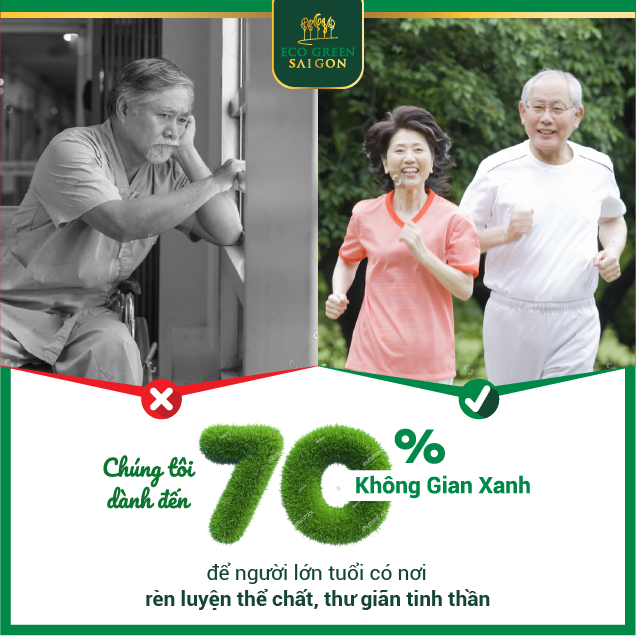 ECO GREEN
SAIGON
Chúng tôi
dành đến
70%
Không Gian Xanh
để người lớn tuổi có nơi
rèn luyện thể chất, thư giãn tinh thần